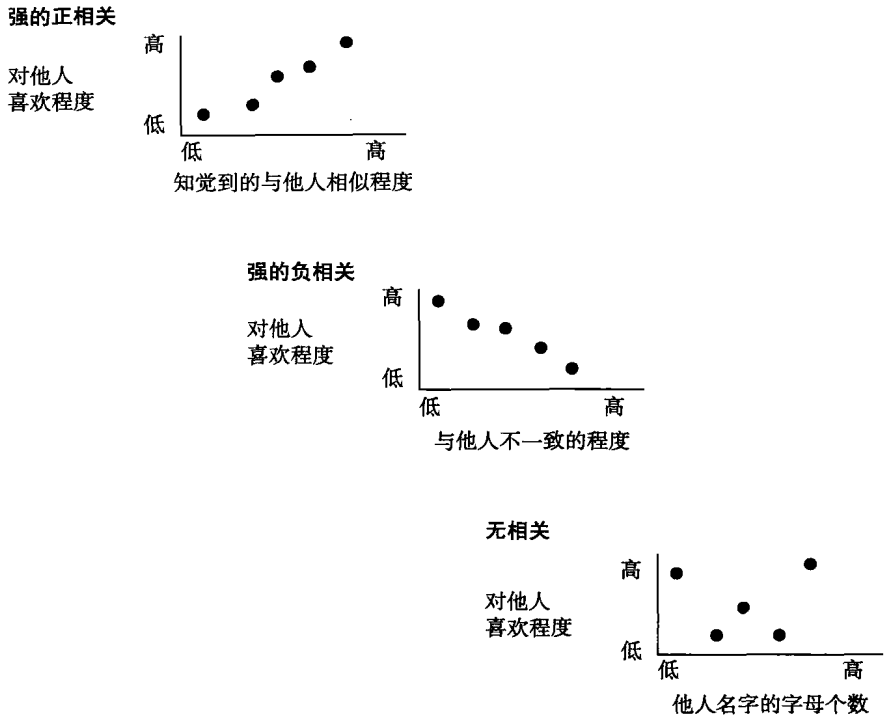 强的正相关
高
对他人
喜欢程度
低
低
高
知觉到的与他人相似程度
强的负相关
高
对他人
喜欢程度
低
低
高
与他人不一致的程度
无相关
高
对他人
喜欢程度
低
低
高
他人名字的字母个数